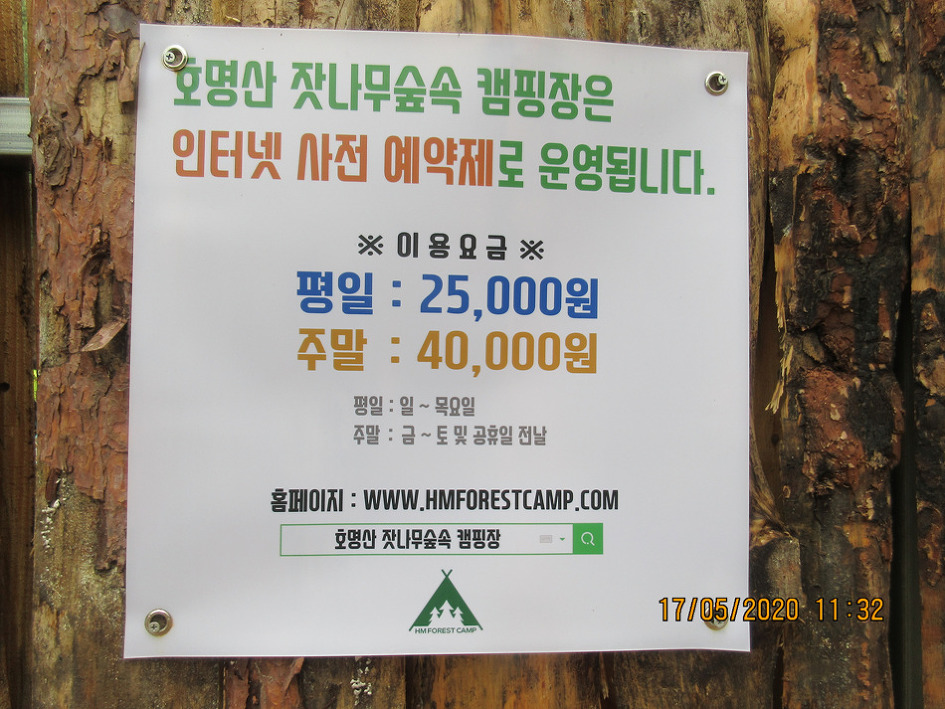 호명산 잣나무숲속 캠핑장은
인터넷 사전 예약제로 운영됩니다.
※ 이용요금 ※
평일 : 25,000원
주말 : 40,000원
평일 : 일 ~ 목요일
주말 : 금 ~ 토 및 공휴일 전날
홈페이지 : WWW.HMFORESTCAMP.COM
호명산 잣나무숲속 캠핑장
HM FOREST CAMP
17/05/2020 11:32